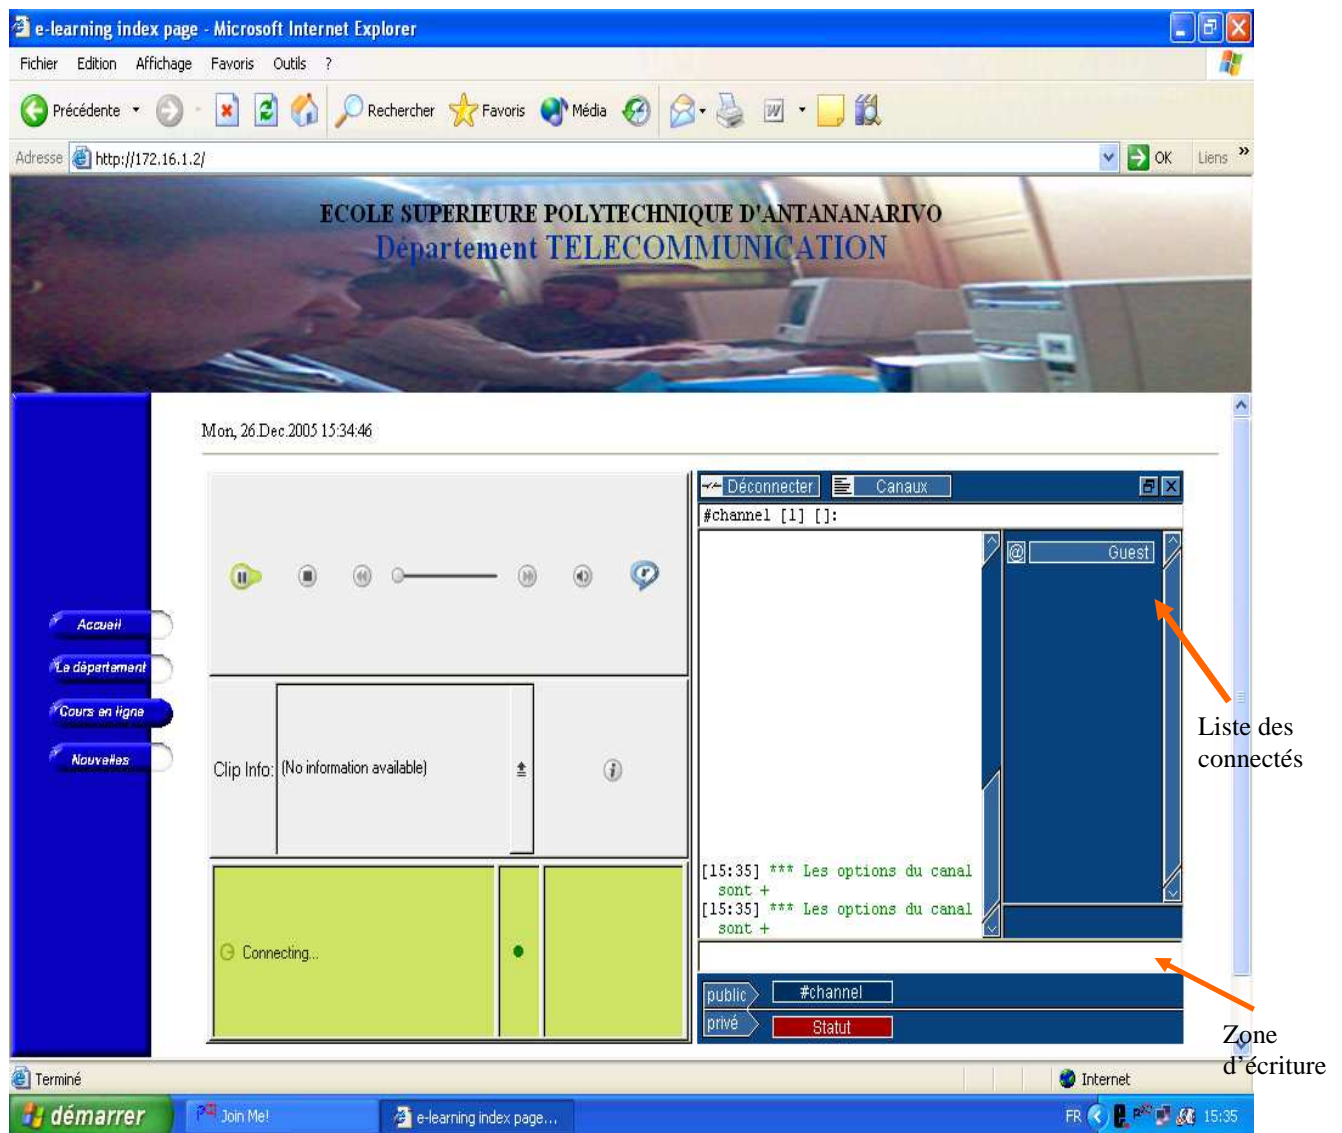 e-learning index page - Microsoft Internet Explorer
Fichier Edition Affichage Favoris Outils ?
Précédente Rechercher Favoris Média
Adresse http://172.16.1.2/ OK Liens »
ECOLE SUPERIEURE POLYTECHNIQUE D'ANTANANARIVO
Département TELECOMMUNICATION
Mon, 26.Dec.2005 15:34:46
Accueil
Le département
Cours en ligne
Nouvelles
Clip Info: (No information available)
Connecting...
Déconnecter Canaux
#channel [1] []:
@ Guest
[15:35] *** Les options du canal
sont +
[15:35] *** Les options du canal
sont +
public #channel
privé Statut
Liste des
connectés
Zone
d'écriture
Terminé Internet
démarrer Join Me! e-learning index page... FR 15:35